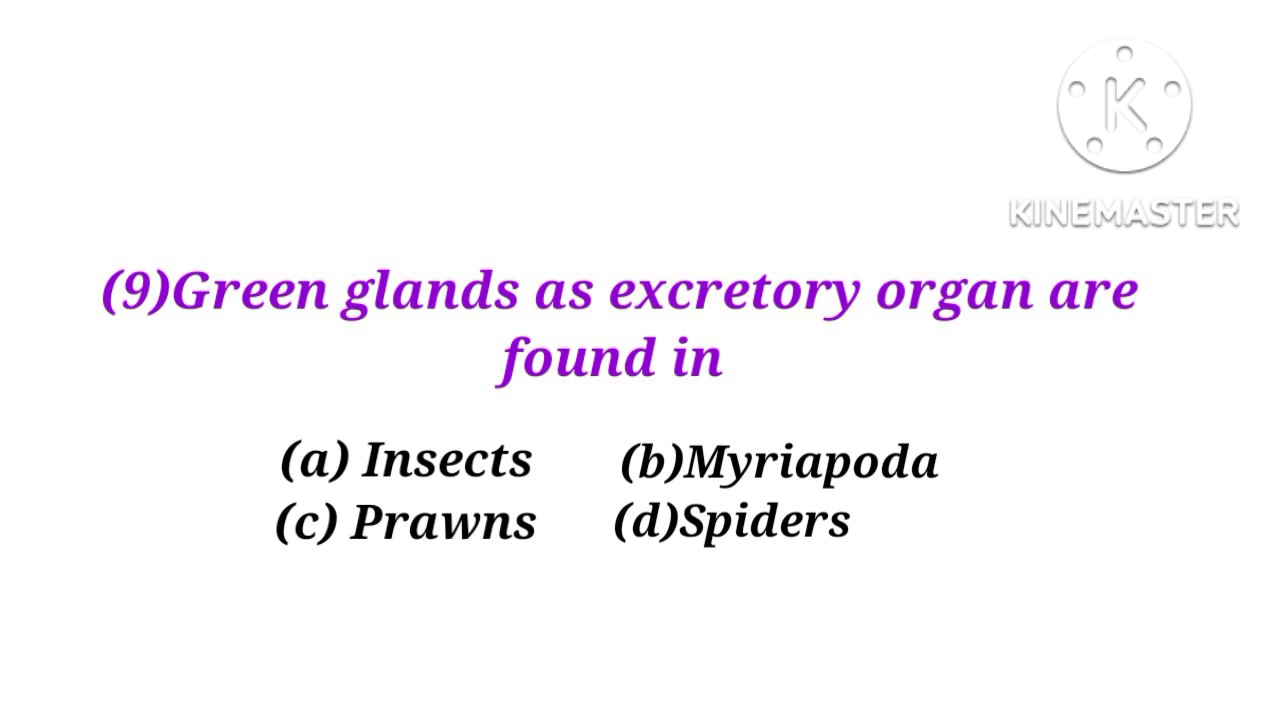 K
KINEMASTER
(9)Green glands as excretory organ are
found in
(a) Insects (b)Myriapoda
(c) Prawns (d)Spiders